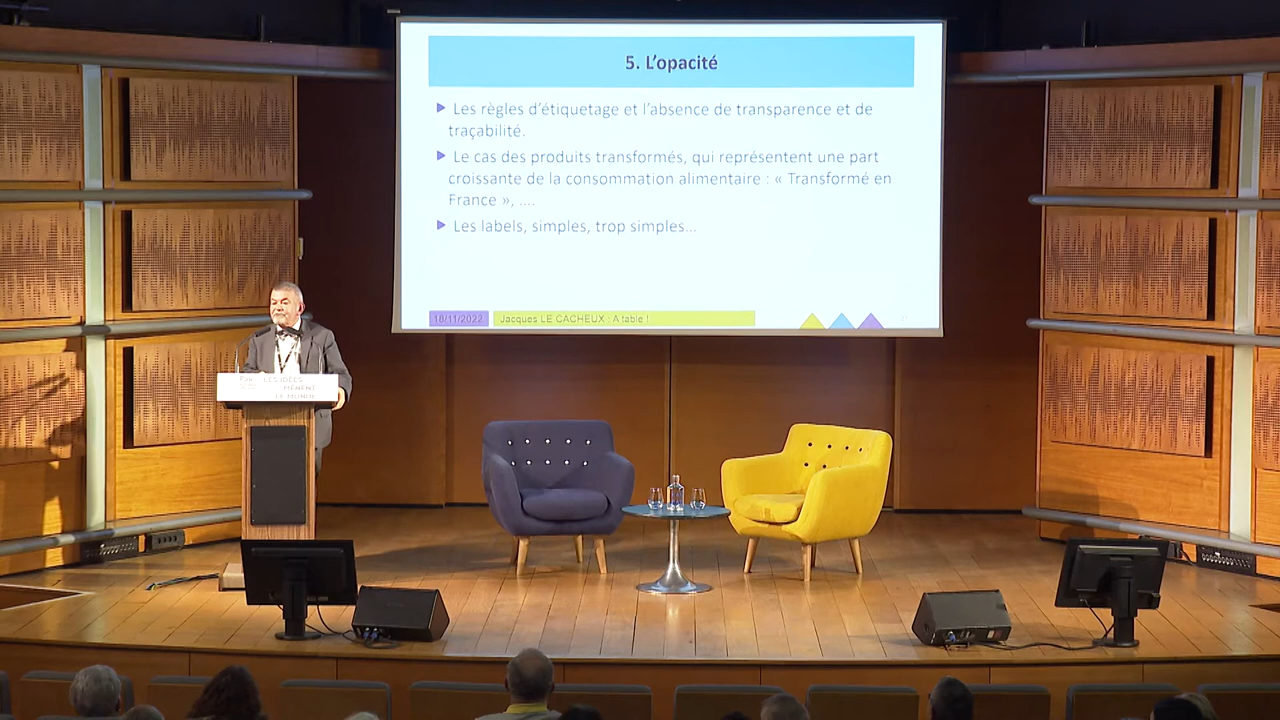 5. L'opacité
Les règles d'étiquetage et l'absence de transparence et de
traçabilité.
Le cas des produits transformés, qui représentent une part
croissante de la consommation alimentaire : « Transformé en
France », ....
Les labels, simples, trop simples...
18/11/2022
Jacques LE CACHEUX : A table !
LES IDÉES
MÈNENT
LE MONDE